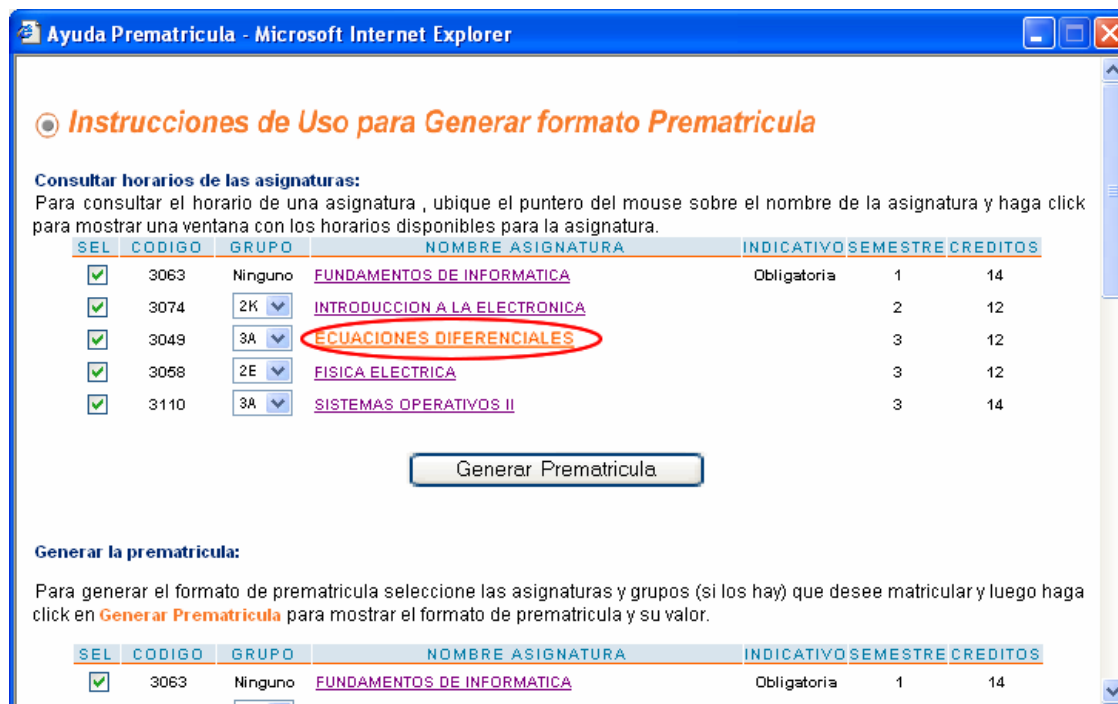 Ayuda Prematricula - Microsoft Internet Explorer
Instrucciones de Uso para Generar formato Prematricula
Consultar horarios de las asignaturas:
Para consultar el horario de una asignatura , ubique el puntero del mouse sobre el nombre de la asignatura y haga click
para mostrar una ventana con los horarios disponibles para la asignatura.
SEL CODIGO GRUPO NOMBRE ASIGNATURA INDICATIVO SEMESTRE CREDITOS
3063 Ninguno FUNDAMENTOS DE INFORMATICA Obligatoria 1 14
3074 2K INTRODUCCION A LA ELECTRONICA 2 12
3049 3A ECUACIONES DIFERENCIALES 3 12
3058 2E FISICA ELECTRICA 3 12
3110 3A SISTEMAS OPERATIVOS II 3 14
Generar Prematricula
Generar la prematricula:
Para generar el formato de prematricula seleccione las asignaturas y grupos (si los hay) que desee matricular y luego haga
click en Generar Prematricula para mostrar el formato de prematricula y su valor.
SEL CODIGO GRUPO NOMBRE ASIGNATURA INDICATIVO SEMESTRE CREDITOS
3063 Ninguno FUNDAMENTOS DE INFORMATICA Obligatoria 1 14